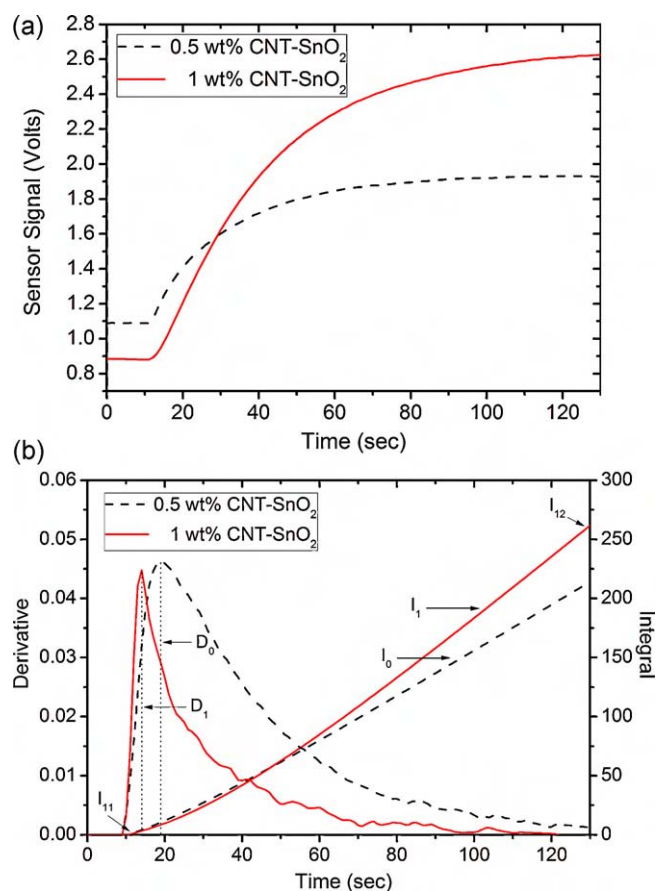 (a)
2.8
2.6
2.4
2.2
2.0
1.8
1.6
1.4
1.2
1.0
0.8
Sensor Signal (Volts)
0.5 wt% CNT-SnO₂
1 wt% CNT-SnO₂
0 20 40 60 80 100 120
Time (sec)
(b)
0.06
0.05
0.04
0.03
0.02
0.01
0.00
Derivative
0.5 wt% CNT-SnO₂
1 wt% CNT-SnO₂
I₁₂
I₁
I₀
D₀
D₁
I₁₁
300
250
200
150
100
50
0
Integral
0 20 40 60 80 100 120
Time (sec)